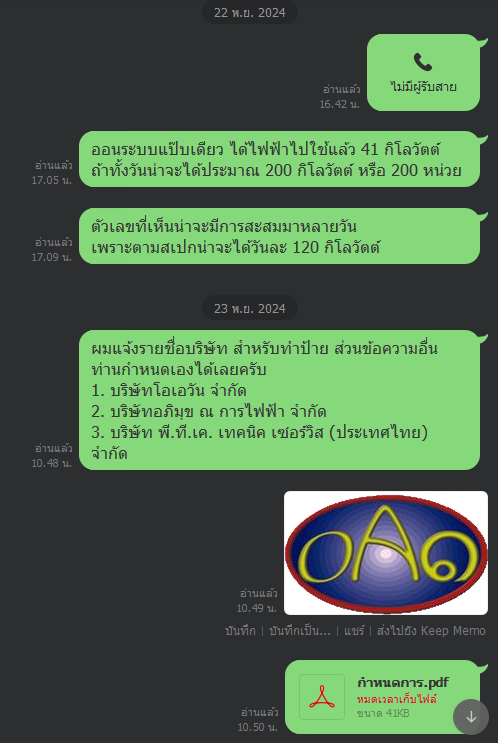 22 พ.ย. 2024
ไม่มีผู้รับสาย
อ่านแล้ว
16.42 น.
ออนระบบแป๊บเดียว ได้ไฟฟ้าไปใช้แล้ว 41 กิโลวัตต์
ถ้าทั้งวันน่าจะได้ประมาณ 200 กิโลวัตต์ หรือ 200 หน่วย
อ่านแล้ว
17.05 น.
ตัวเลขที่เห็นน่าจะมีการสะสมมาหลายวัน
เพราะตามสเปกน่าจะได้วันละ 120 กิโลวัตต์
อ่านแล้ว
17.09 น.
23 พ.ย. 2024
ผมแจ้งรายชื่อบริษัท สำหรับทำป้าย ส่วนข้อความอื่น
ท่านกำหนดเองได้เลยครับ
1. บริษัทโอเอวัน จำกัด
2. บริษัทอภิมุข ณ การไฟฟ้า จำกัด
3. บริษัท พี.ที.เค. เทคนิค เซอร์วิส (ประเทศไทย)
จำกัด
อ่านแล้ว
10.48 น.
อ่านแล้ว
10.49 น.
บันทึก | บันทึกเป็น... | แชร์ | ส่งไปยัง Keep Memo
กำหนดการ.pdf
หมดเวลาเก็บไฟล์
ขนาด 41KB
อ่านแล้ว
10.50 น.